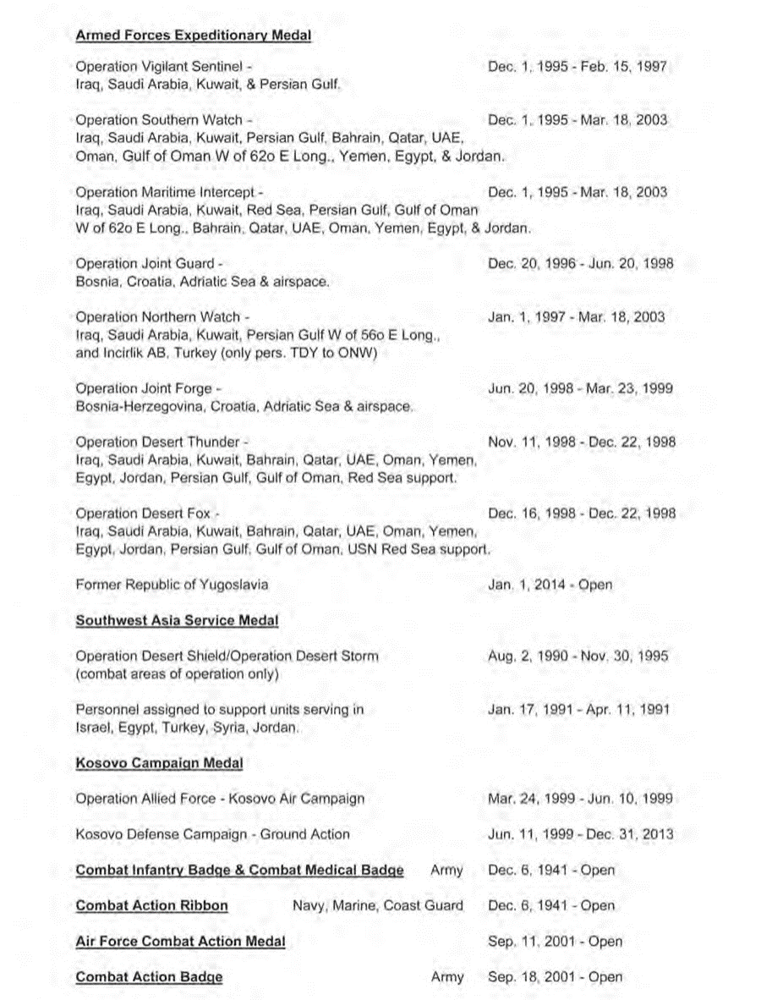 Armed Forces Expeditionary Medal
Operation Vigilant Sentinel - Dec. 1, 1995 - Feb. 15, 1997
Iraq, Saudi Arabia, Kuwait, & Persian Gulf.
Operation Southern Watch - Dec. 1, 1995 - Mar. 18, 2003
Iraq, Saudi Arabia, Kuwait, Persian Gulf, Bahrain, Qatar, UAE,
Oman, Gulf of Oman W of 62o E Long., Yemen, Egypt, & Jordan.
Operation Maritime Intercept - Dec. 1, 1995 - Mar. 18, 2003
Iraq, Saudi Arabia, Kuwait, Red Sea, Persian Gulf, Gulf of Oman
W of 62o E Long., Bahrain, Qatar, UAE, Oman, Yemen, Egypt, & Jordan.
Operation Joint Guard - Dec. 20, 1996 - Jun. 20, 1998
Bosnia, Croatia, Adriatic Sea & airspace.
Operation Northern Watch - Jan. 1, 1997 - Mar. 18, 2003
Iraq, Saudi Arabia, Kuwait, Persian Gulf W of 56o E Long.,
and Incirlik AB, Turkey (only pers. TDY to ONW)
Operation Joint Forge - Jun. 20, 1998 - Mar. 23, 1999
Bosnia-Herzegovina, Croatia, Adriatic Sea & airspace.
Operation Desert Thunder - Nov. 11, 1998 - Dec. 22, 1998
Iraq, Saudi Arabia, Kuwait, Bahrain, Qatar, UAE, Oman, Yemen,
Egypt, Jordan, Persian Gulf, Gulf of Oman, Red Sea support.
Operation Desert Fox - Dec. 16, 1998 - Dec. 22, 1998
Iraq, Saudi Arabia, Kuwait, Bahrain, Qatar, UAE, Oman, Yemen,
Egypt, Jordan, Persian Gulf, Gulf of Oman, USN Red Sea support.
Former Republic of Yugoslavia Jan. 1, 2014 - Open
Southwest Asia Service Medal
Operation Desert Shield/Operation Desert Storm Aug. 2, 1990 - Nov. 30, 1995
(combat areas of operation only)
Personnel assigned to support units serving in Jan. 17, 1991 - Apr. 11, 1991
Israel, Egypt, Turkey, Syria, Jordan.
Kosovo Campaign Medal
Operation Allied Force - Kosovo Air Campaign Mar. 24, 1999 - Jun. 10, 1999
Kosovo Defense Campaign - Ground Action Jun. 11, 1999 - Dec. 31, 2013
Combat Infantry Badge & Combat Medical Badge Army Dec. 6, 1941 - Open
Combat Action Ribbon Navy, Marine, Coast Guard Dec. 6, 1941 - Open
Air Force Combat Action Medal Sep. 11, 2001 - Open
Combat Action Badge Army Sep. 18, 2001 - Open